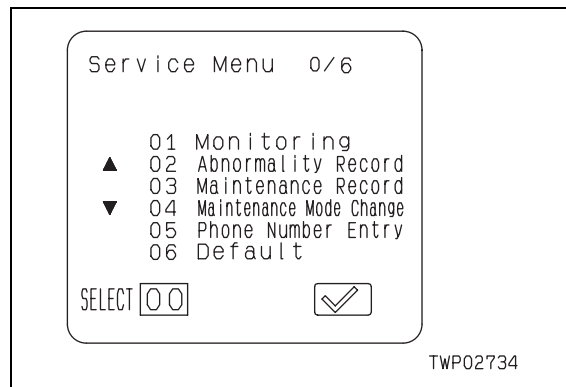 Service Menu 0/6
01 Monitoring
▲ 02 Abnormality Record
03 Maintenance Record
▼ 04 Maintenance Mode Change
05 Phone Number Entry
06 Default
SELECT 00
TWP02734